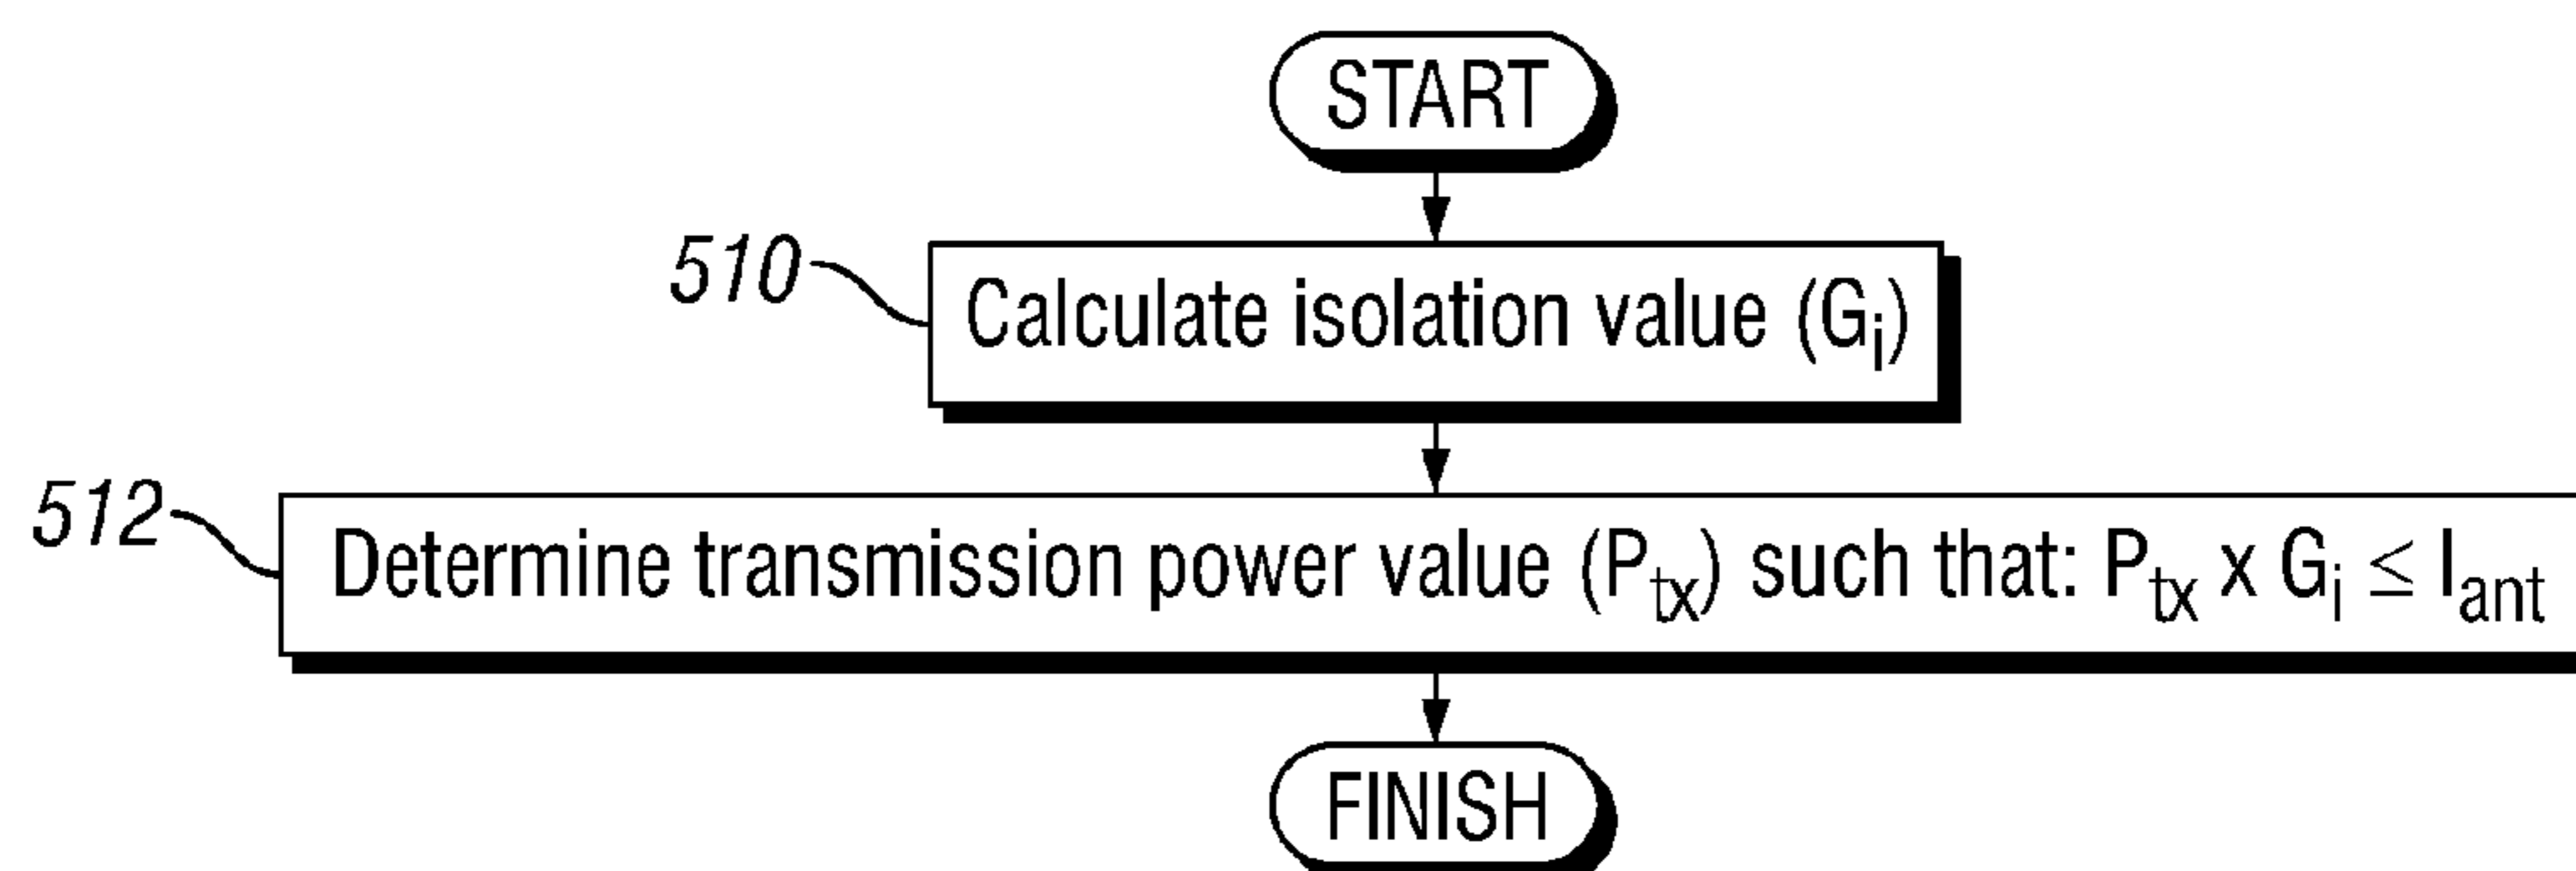 START
510
Calculate isolation value (Gᵢ)
512
Determine transmission power value (Pₜₓ) such that: Pₜₓ x Gᵢ ≤ Iₐₙₜ
FINISH